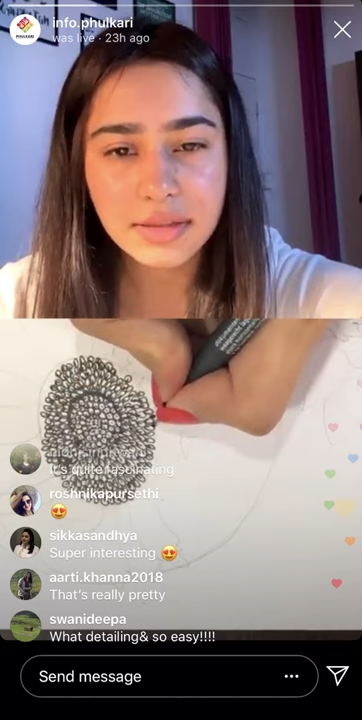 info.phulkari
was live · 23h ago
PHULKARI
It's quite fascinating
roshnikapursethi
😍
sikkasandhya
Super interesting 😍
aarti.khanna2018
That's really pretty
swanideepa
What detailing& so easy!!!!
Send message